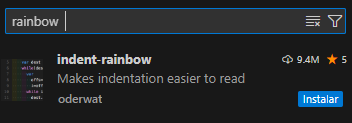 rainbow
indent-rainbow 9.4M 5
Makes indentation easier to read
oderwat Instalar